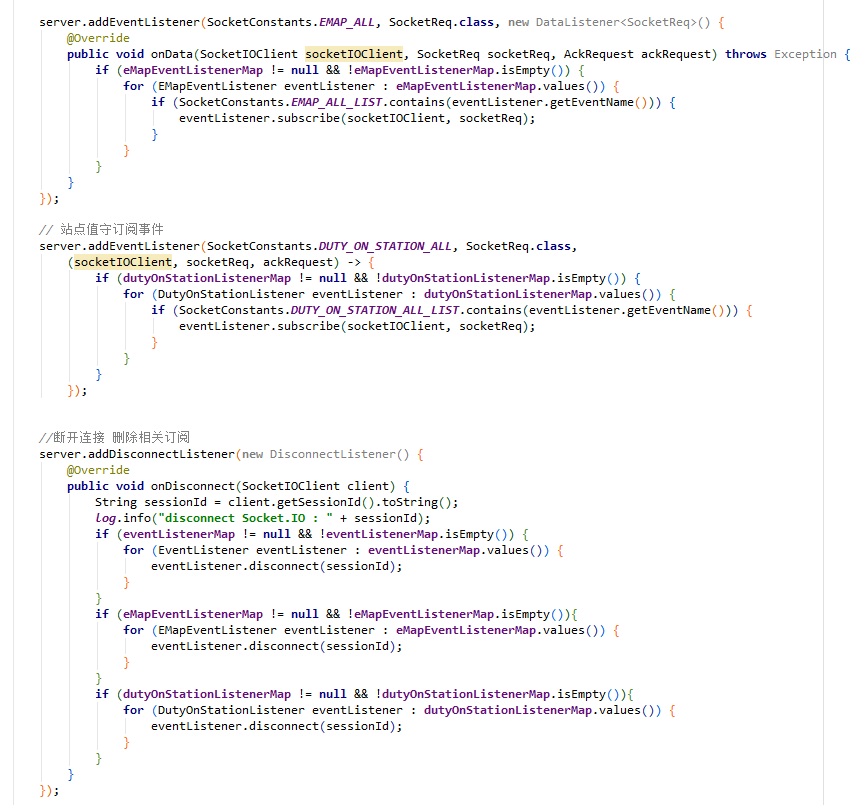 server.addEventListener(SocketConstants.EMAP_ALL, SocketReq.class, new DataListener<SocketReq>() {
    @Override
    public void onData(SocketIOClient socketIOClient, SocketReq socketReq, AckRequest ackRequest) throws Exception {
        if (eMapEventListenerMap != null && !eMapEventListenerMap.isEmpty()) {
            for (EMapEventListener eventListener : eMapEventListenerMap.values()) {
                if (SocketConstants.EMAP_ALL_LIST.contains(eventListener.getEventName())) {
                    eventListener.subscribe(socketIOClient, socketReq);
                }
            }
        }
    }
});
// 站点值守订阅事件
server.addEventListener(SocketConstants.DUTY_ON_STATION_ALL, SocketReq.class,
    (socketIOClient, socketReq, ackRequest) -> {
        if (dutyOnStationListenerMap != null && !dutyOnStationListenerMap.isEmpty()) {
            for (DutyOnStationListener eventListener : dutyOnStationListenerMap.values()) {
                if (SocketConstants.DUTY_ON_STATION_ALL_LIST.contains(eventListener.getEventName())) {
                    eventListener.subscribe(socketIOClient, socketReq);
                }
            }
        }
    });
//断开连接 删除相关订阅
server.addDisconnectListener(new DisconnectListener() {
    @Override
    public void onDisconnect(SocketIOClient client) {
        String sessionId = client.getSessionId().toString();
        log.info("disconnect Socket.IO : " + sessionId);
        if (eventListenerMap != null && !eventListenerMap.isEmpty()) {
            for (EventListener eventListener : eventListenerMap.values()) {
                eventListener.disconnect(sessionId);
            }
        }
        if (eMapEventListenerMap != null && !eMapEventListenerMap.isEmpty()){
            for (EMapEventListener eventListener : eMapEventListenerMap.values()) {
                eventListener.disconnect(sessionId);
            }
        }
        if (dutyOnStationListenerMap != null && !dutyOnStationListenerMap.isEmpty()){
            for (DutyOnStationListener eventListener : dutyOnStationListenerMap.values()) {
                eventListener.disconnect(sessionId);
            }
        }
    }
});